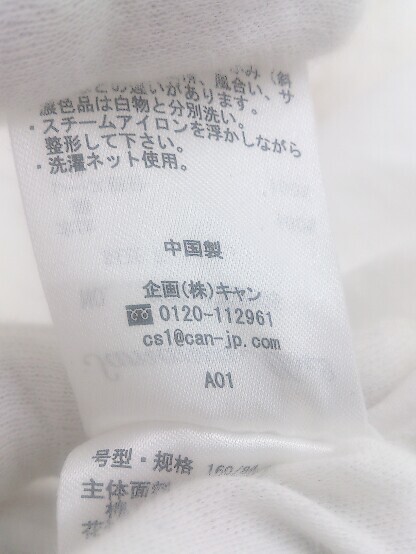 風合い、サ
の違いがあります。
濃色品は白物と分別洗い。
・スチームアイロンを浮かしながら
整形して下さい。
・洗濯ネット使用。
中国製
企画(株)キャン
0120-112961
cs1@can-jp.com
A01
号型・规格 160/84
主体面料